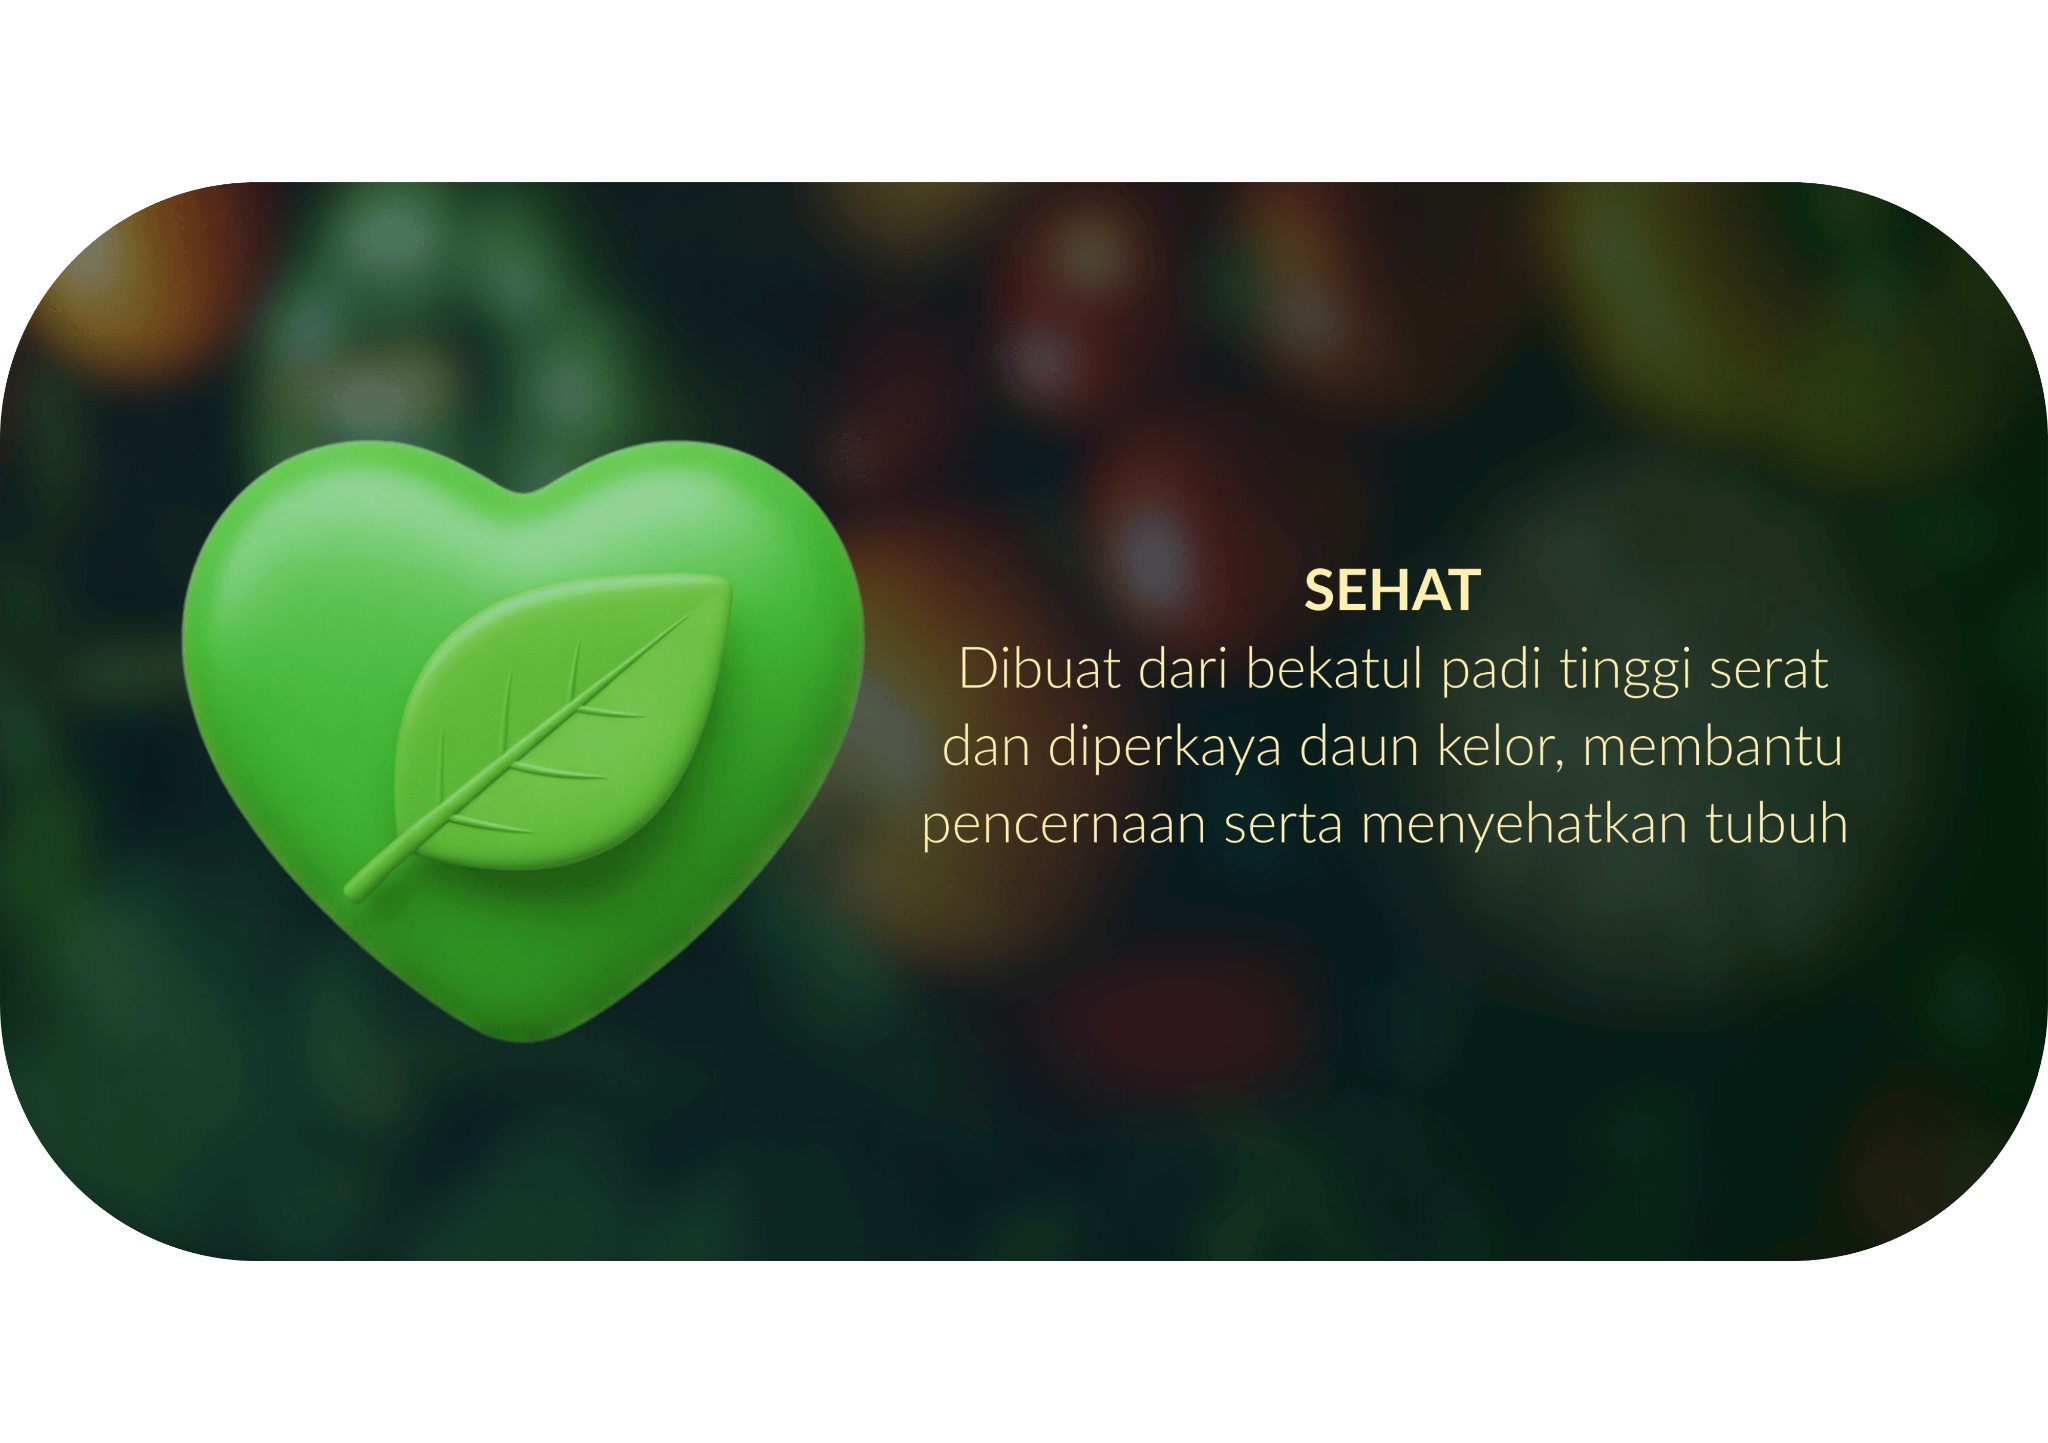 SEHAT
Dibuat dari bekatul padi tinggi serat
dan diperkaya daun kelor, membantu
pencernaan serta menyehatkan tubuh